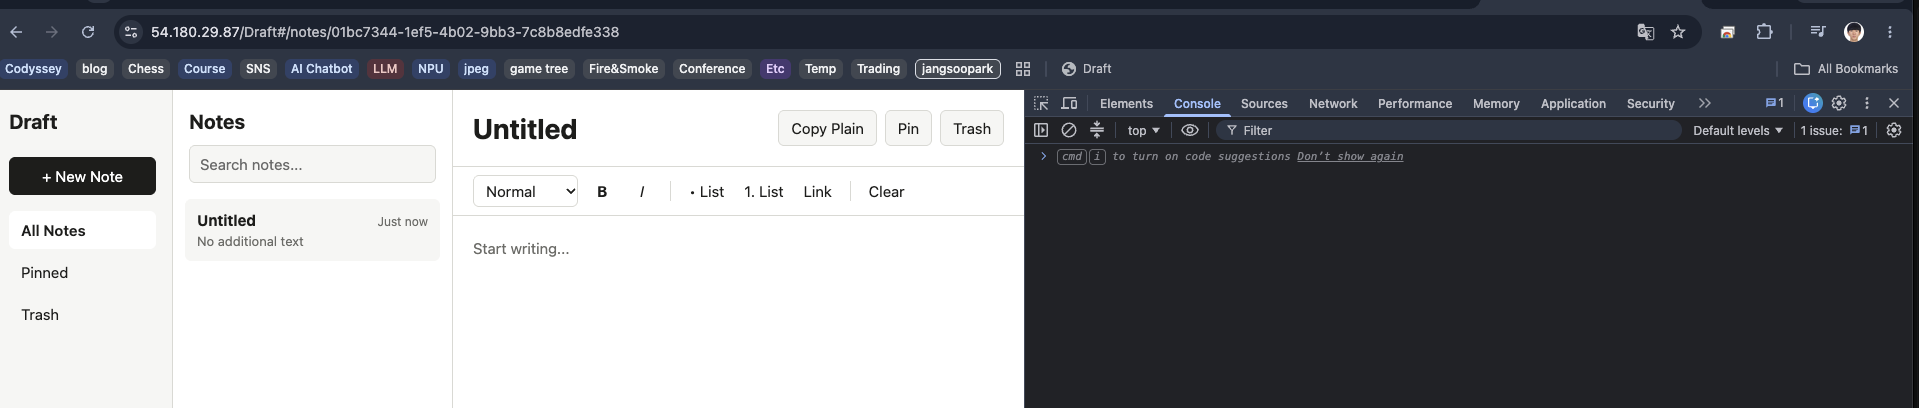 54.180.29.87/Draft#/notes/01bc7344-1ef5-4b02-9bb3-7c8b8edfe338
Codyssey blog Chess Course SNS AI Chatbot LLM NPU jpeg game tree Fire&Smoke Conference Etc Temp Trading jangsoopark Draft All Bookmarks
Draft
+ New Note
All Notes
Pinned
Trash
Notes
Search notes...
Untitled Just now
No additional text
Untitled Copy Plain Pin Trash
Normal B I • List 1. List Link Clear
Start writing...
Elements Console Sources Network Performance Memory Application Security 1
top Filter Default levels 1 issue: 1
cmd i to turn on code suggestions Don't show again